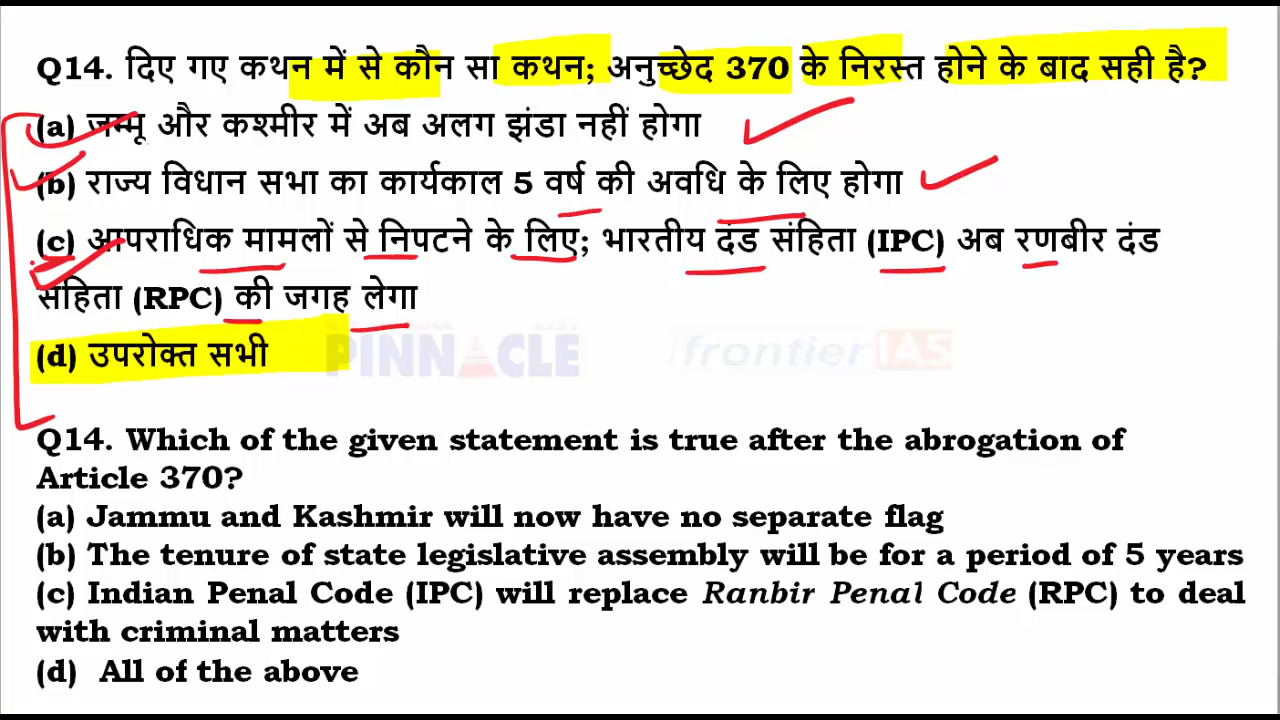 Q14. दिए गए कथन में से कौन सा कथन; अनुच्छेद 370 के निरस्त होने के बाद सही है?
(a) जम्मू और कश्मीर में अब अलग झंडा नहीं होगा
(b) राज्य विधान सभा का कार्यकाल 5 वर्ष की अवधि के लिए होगा
(c) आपराधिक मामलों से निपटने के लिए; भारतीय दंड संहिता (IPC) अब रणबीर दंड
संहिता (RPC) की जगह लेगा
(d) उपरोक्त सभी
PINNACLE frontier IAS
Q14. Which of the given statement is true after the abrogation of
Article 370?
(a) Jammu and Kashmir will now have no separate flag
(b) The tenure of state legislative assembly will be for a period of 5 years
(c) Indian Penal Code (IPC) will replace Ranbir Penal Code (RPC) to deal
with criminal matters
(d) All of the above